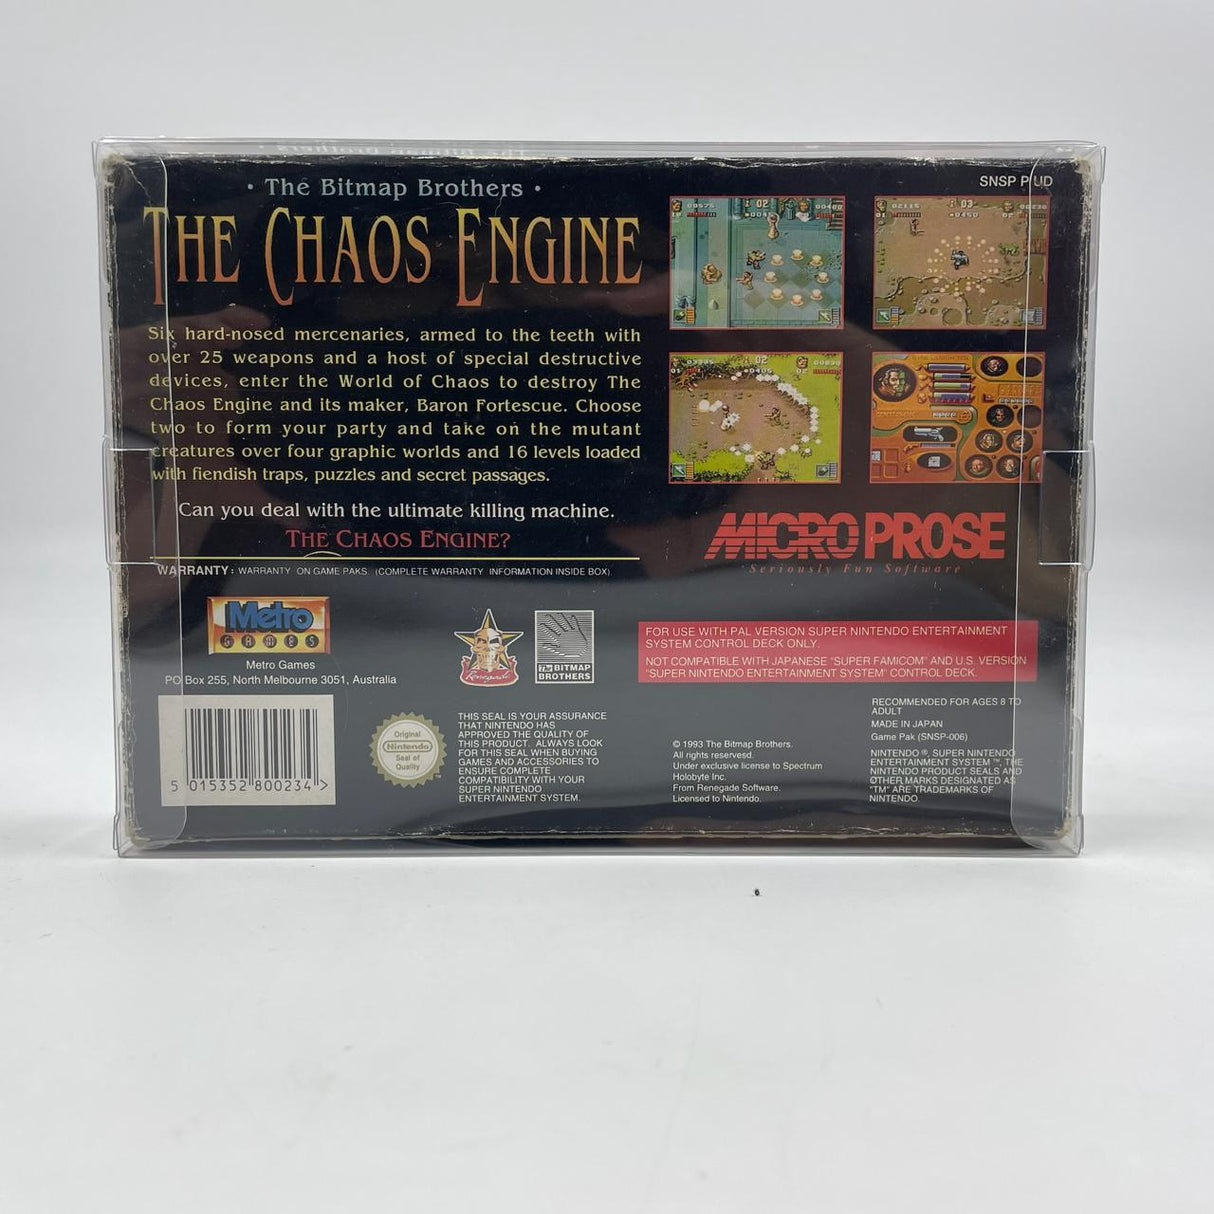 · The Bitmap Brothers ·
THE CHAOS ENGINE
Six hard-nosed mercenaries, armed to the teeth with
over 25 weapons and a host of special destructive
devices, enter the World of Chaos to destroy The
Chaos Engine and its maker, Baron Fortescue. Choose
two to form your party and take on the mutant
creatures over four graphic worlds and 16 levels loaded
with fiendish traps, puzzles and secret passages.
Can you deal with the ultimate killing machine.
THE CHAOS ENGINE?
WARRANTY: WARRANTY ON GAME PAKS. (COMPLETE WARRANTY INFORMATION INSIDE BOX)
SNSP P UD
MICROPROSE
Seriously Fun Software
Metro
GAMES
Metro Games
PO Box 255, North Melbourne 3051, Australia
Renegade
THE BITMAP
BROTHERS
FOR USE WITH PAL VERSION SUPER NINTENDO ENTERTAINMENT
SYSTEM CONTROL DECK ONLY.
NOT COMPATIBLE WITH JAPANESE "SUPER FAMICOM" AND U.S. VERSION
"SUPER NINTENDO ENTERTAINMENT SYSTEM" CONTROL DECK.
5 015352 800234 >
Original
Nintendo
Seal of
Quality
THIS SEAL IS YOUR ASSURANCE
THAT NINTENDO HAS
APPROVED THE QUALITY OF
THIS PRODUCT. ALWAYS LOOK
FOR THIS SEAL WHEN BUYING
GAMES AND ACCESSORIES TO
ENSURE COMPLETE
COMPATIBILITY WITH YOUR
SUPER NINTENDO
ENTERTAINMENT SYSTEM.
© 1993 The Bitmap Brothers.
All rights reservesd.
Under exclusive license to Spectrum
Holobyte Inc.
From Renegade Software.
Licensed to Nintendo.
RECOMMENDED FOR AGES 8 TO
ADULT
MADE IN JAPAN
Game Pak (SNSP-006)
NINTENDO ®, SUPER NINTENDO
ENTERTAINMENT SYSTEM ™, THE
NINTENDO PRODUCT SEALS AND
OTHER MARKS DESIGNATED AS
"TM" ARE TRADEMARKS OF
NINTENDO.